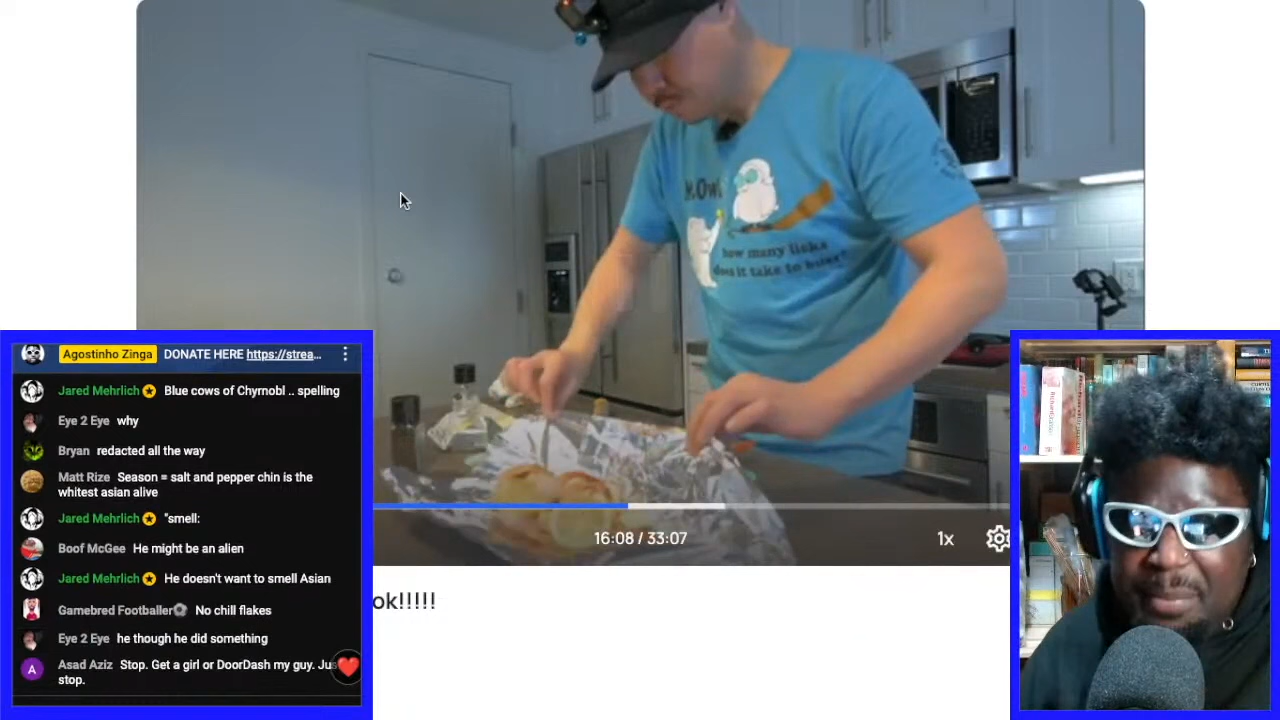 how many licks
does it take to hoot?
16:08 / 33:07
1x
ok!!!!!
Agostinho Zinga DONATE HERE https://strea...
Jared Mehrlich Blue cows of Chyrnobl .. spelling
Eye 2 Eye why
Bryan redacted all the way
Matt Rize Season = salt and pepper chin is the
whitest asian alive
Jared Mehrlich "smell:
Boof McGee He might be an alien
Jared Mehrlich He doesn't want to smell Asian
Gamebred Footballer⚽ No chill flakes
Eye 2 Eye he though he did something
A
Asad Aziz Stop. Get a girl or DoorDash my guy. Ju
stop.